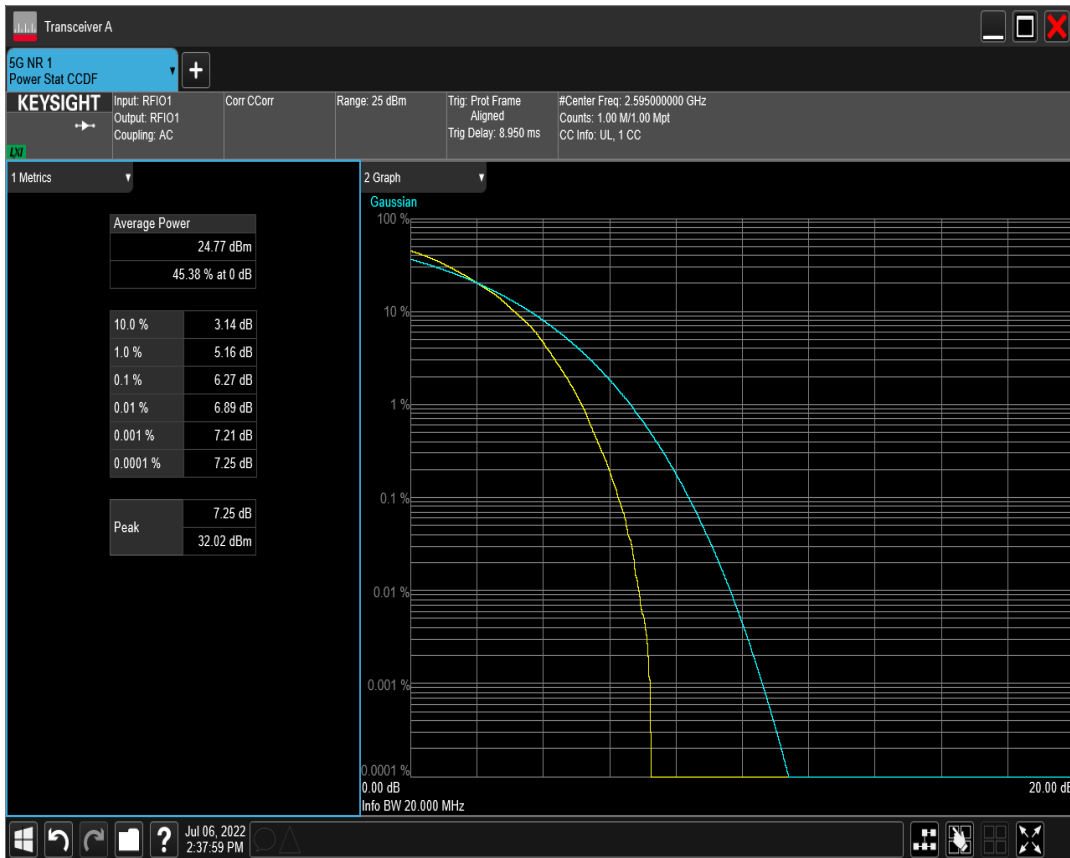 Transceiver A
5G NR 1
Power Stat CCDF
+
KEYSIGHT
LXI
Input: RFIO1
Output: RFIO1
Coupling: AC
Corr CCorr
Range: 25 dBm
Trig: Prot Frame
Aligned
Trig Delay: 8.950 ms
#Center Freq: 2.595000000 GHz
Counts: 1.00 M/1.00 Mpt
CC Info: UL, 1 CC
1 Metrics
Average Power
24.77 dBm
45.38 % at 0 dB
10.0 % 3.14 dB
1.0 % 5.16 dB
0.1 % 6.27 dB
0.01 % 6.89 dB
0.001 % 7.21 dB
0.0001 % 7.25 dB
Peak
7.25 dB
32.02 dBm
2 Graph
Gaussian
100 %
10 %
1 %
0.1 %
0.01 %
0.001 %
0.0001 %
0.00 dB 20.00 dB
Info BW 20.000 MHz
?
Jul 06, 2022
2:37:59 PM